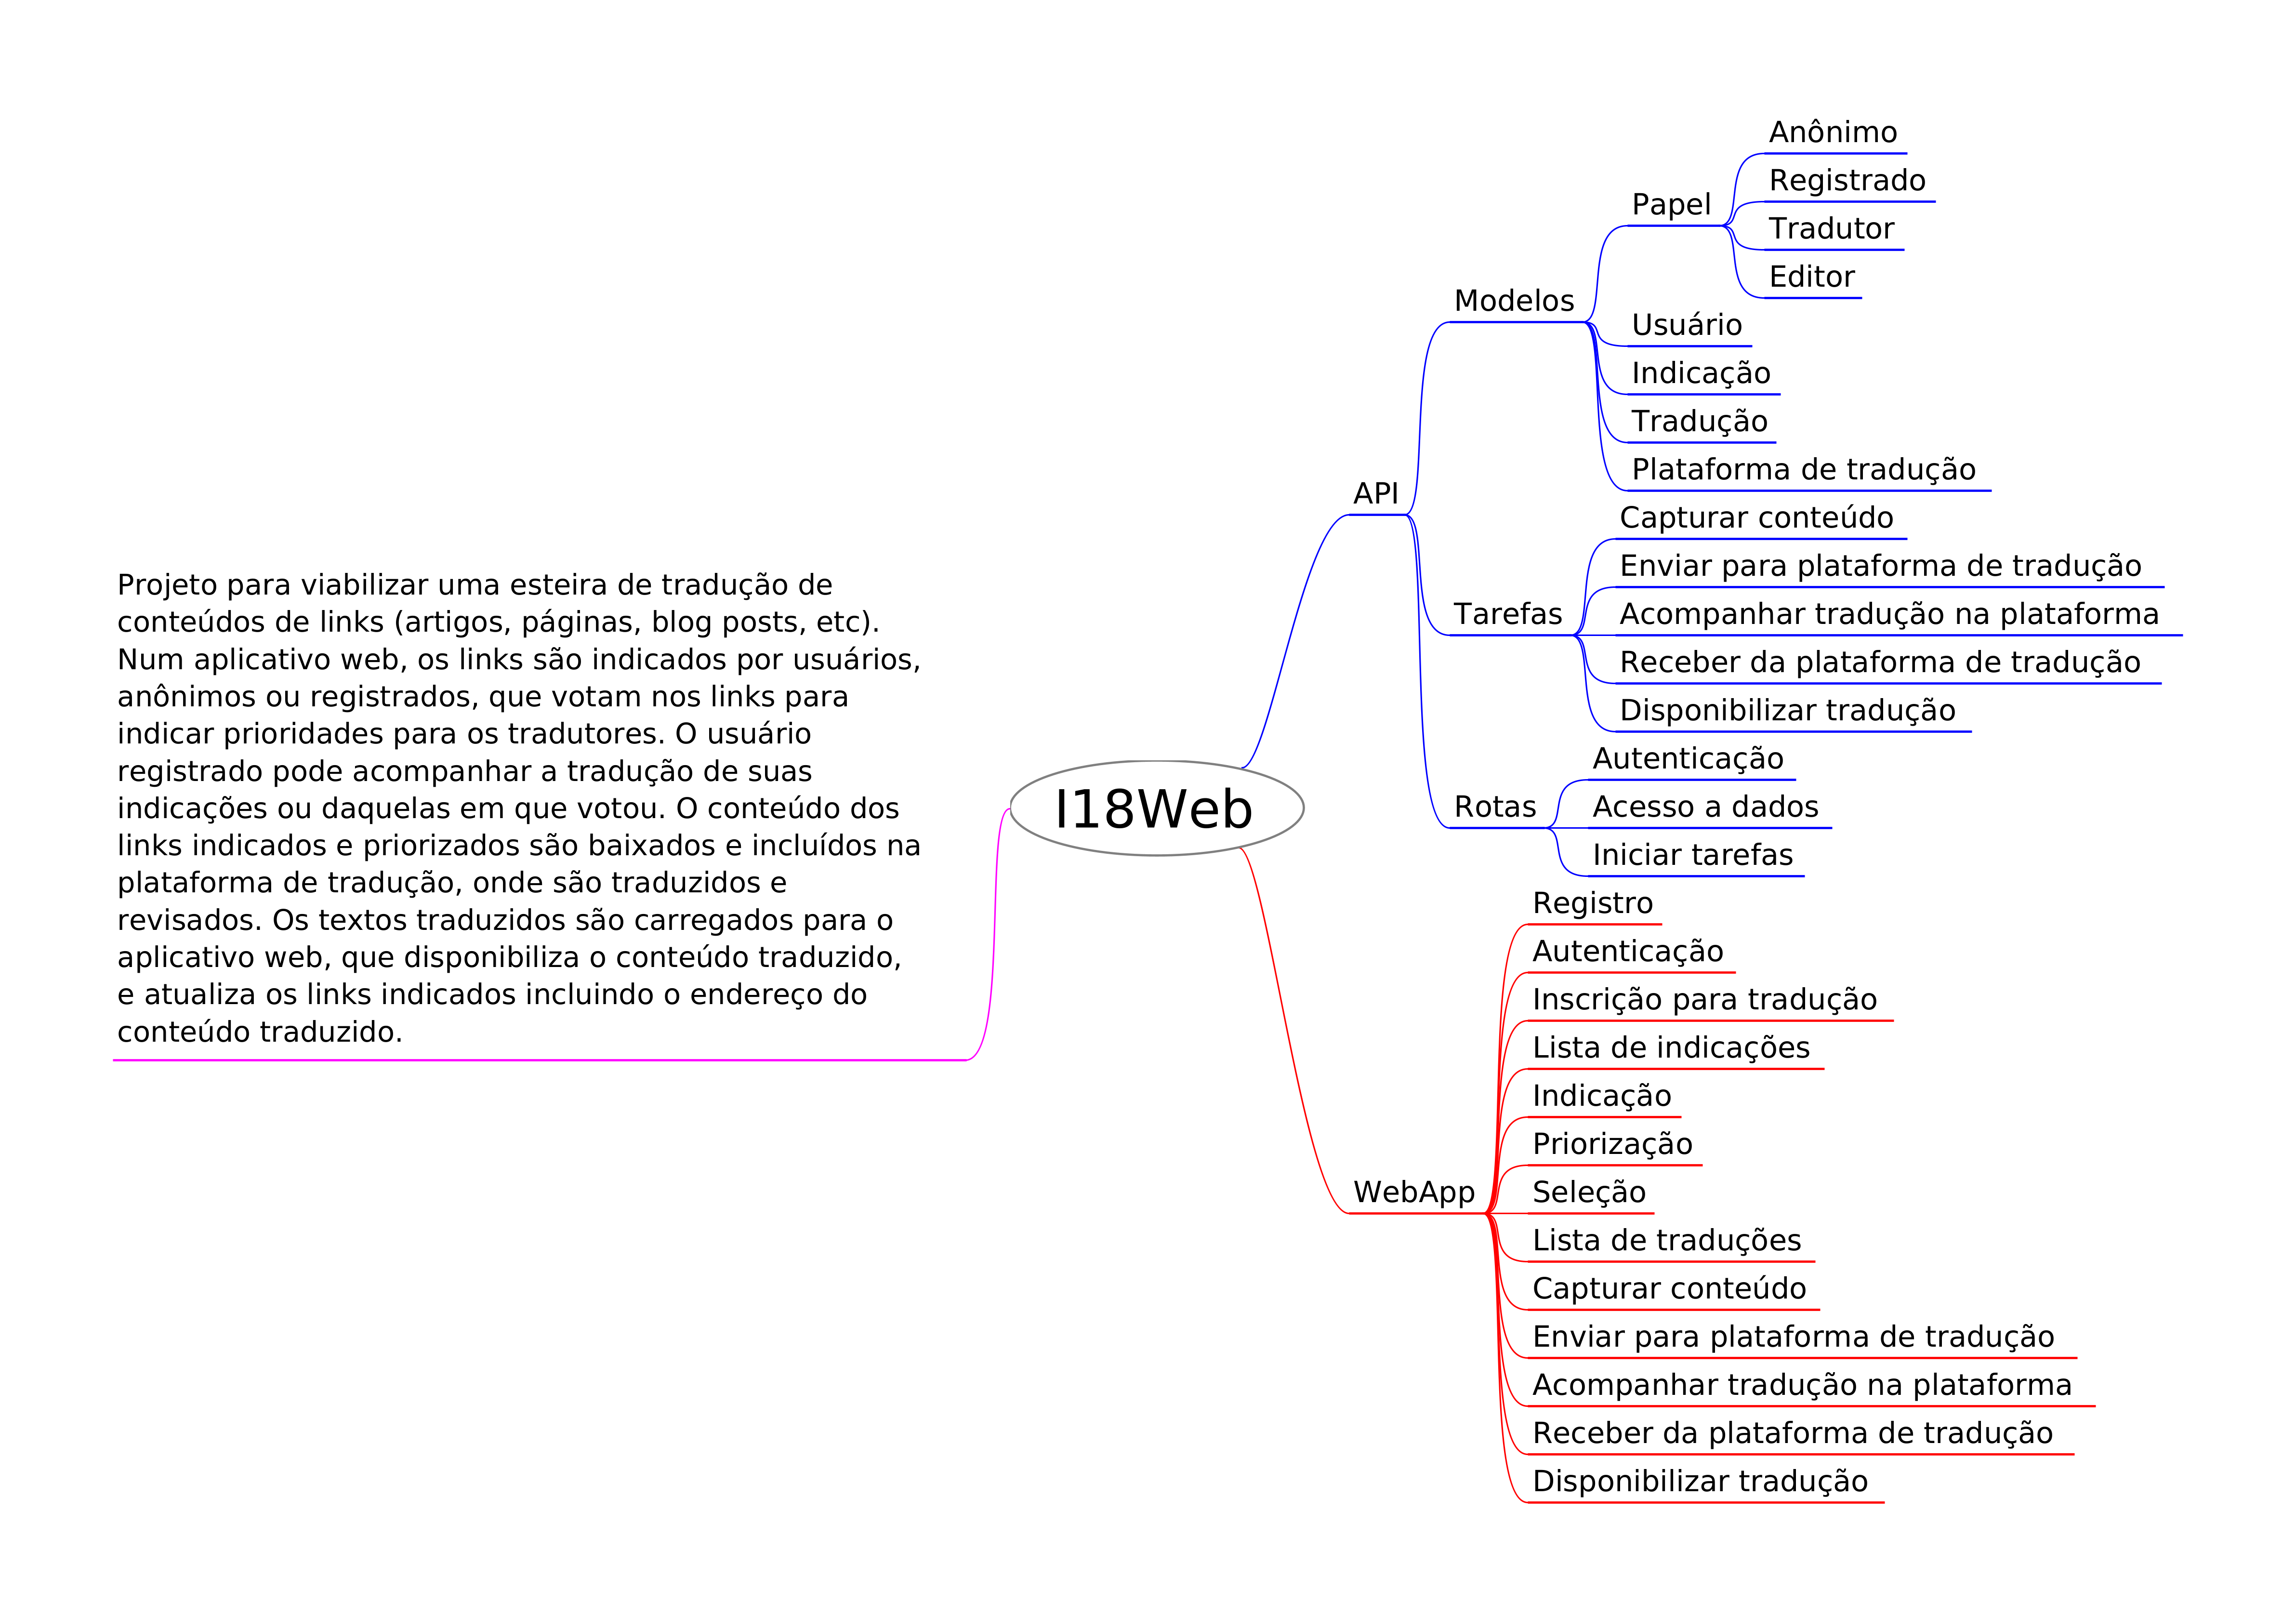 Projeto para viabilizar uma esteira de tradução de
conteúdos de links (artigos, páginas, blog posts, etc).
Num aplicativo web, os links são indicados por usuários,
anônimos ou registrados, que votam nos links para
indicar prioridades para os tradutores. O usuário
registrado pode acompanhar a tradução de suas
indicações ou daquelas em que votou. O conteúdo dos
links indicados e priorizados são baixados e incluídos na
plataforma de tradução, onde são traduzidos e
revisados. Os textos traduzidos são carregados para o
aplicativo web, que disponibiliza o conteúdo traduzido,
e atualiza os links indicados incluindo o endereço do
conteúdo traduzido.
I18Web
API
Modelos
Papel
Anônimo
Registrado
Tradutor
Editor
Usuário
Indicação
Tradução
Plataforma de tradução
Tarefas
Capturar conteúdo
Enviar para plataforma de tradução
Acompanhar tradução na plataforma
Receber da plataforma de tradução
Disponibilizar tradução
Rotas
Autenticação
Acesso a dados
Iniciar tarefas
WebApp
Registro
Autenticação
Inscrição para tradução
Lista de indicações
Indicação
Priorização
Seleção
Lista de traduções
Capturar conteúdo
Enviar para plataforma de tradução
Acompanhar tradução na plataforma
Receber da plataforma de tradução
Disponibilizar tradução